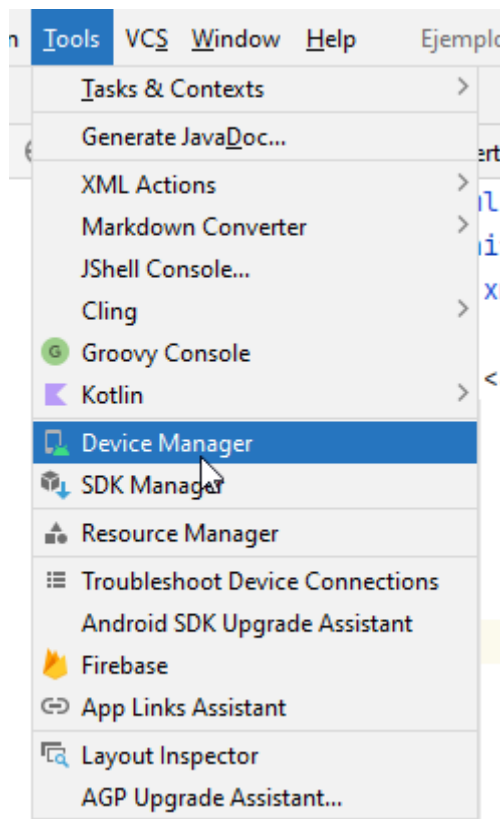 Tools VCS Window Help Ejemplo
Tasks & Contexts
Generate JavaDoc...
XML Actions
Markdown Converter
JShell Console...
Cling
G Groovy Console
Kotlin
<
Device Manager
SDK Manager
Resource Manager
Troubleshoot Device Connections
Android SDK Upgrade Assistant
Firebase
App Links Assistant
Layout Inspector
AGP Upgrade Assistant...